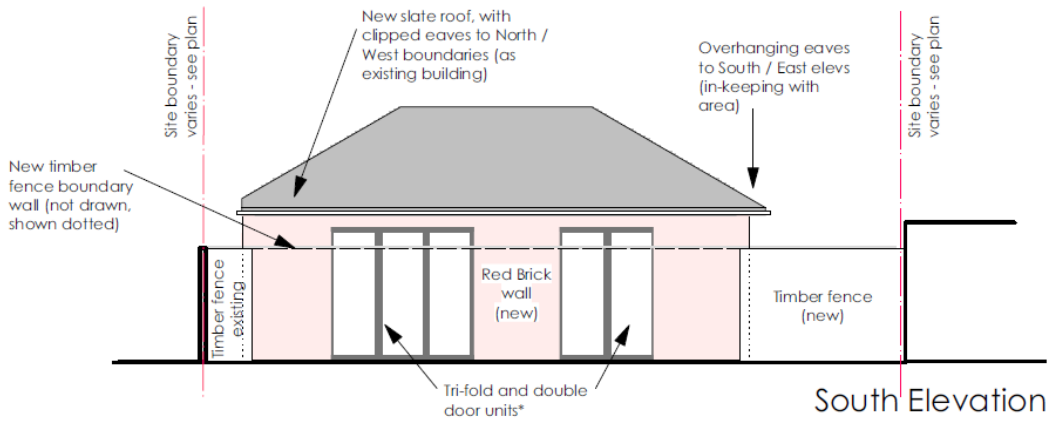 New slate roof, with
clipped eaves to North /
West boundaries (as
existing building)
Site boundary
varies - see plan
Overhanging eaves
to South / East elevs
(in-keeping with
area)
Site boundary
varies - see plan
New timber
fence boundary
wall (not drawn,
shown dotted)
Timber fence
existing
Red Brick
wall
(new)
Timber fence
(new)
Tri-fold and double
door units*
South Elevation